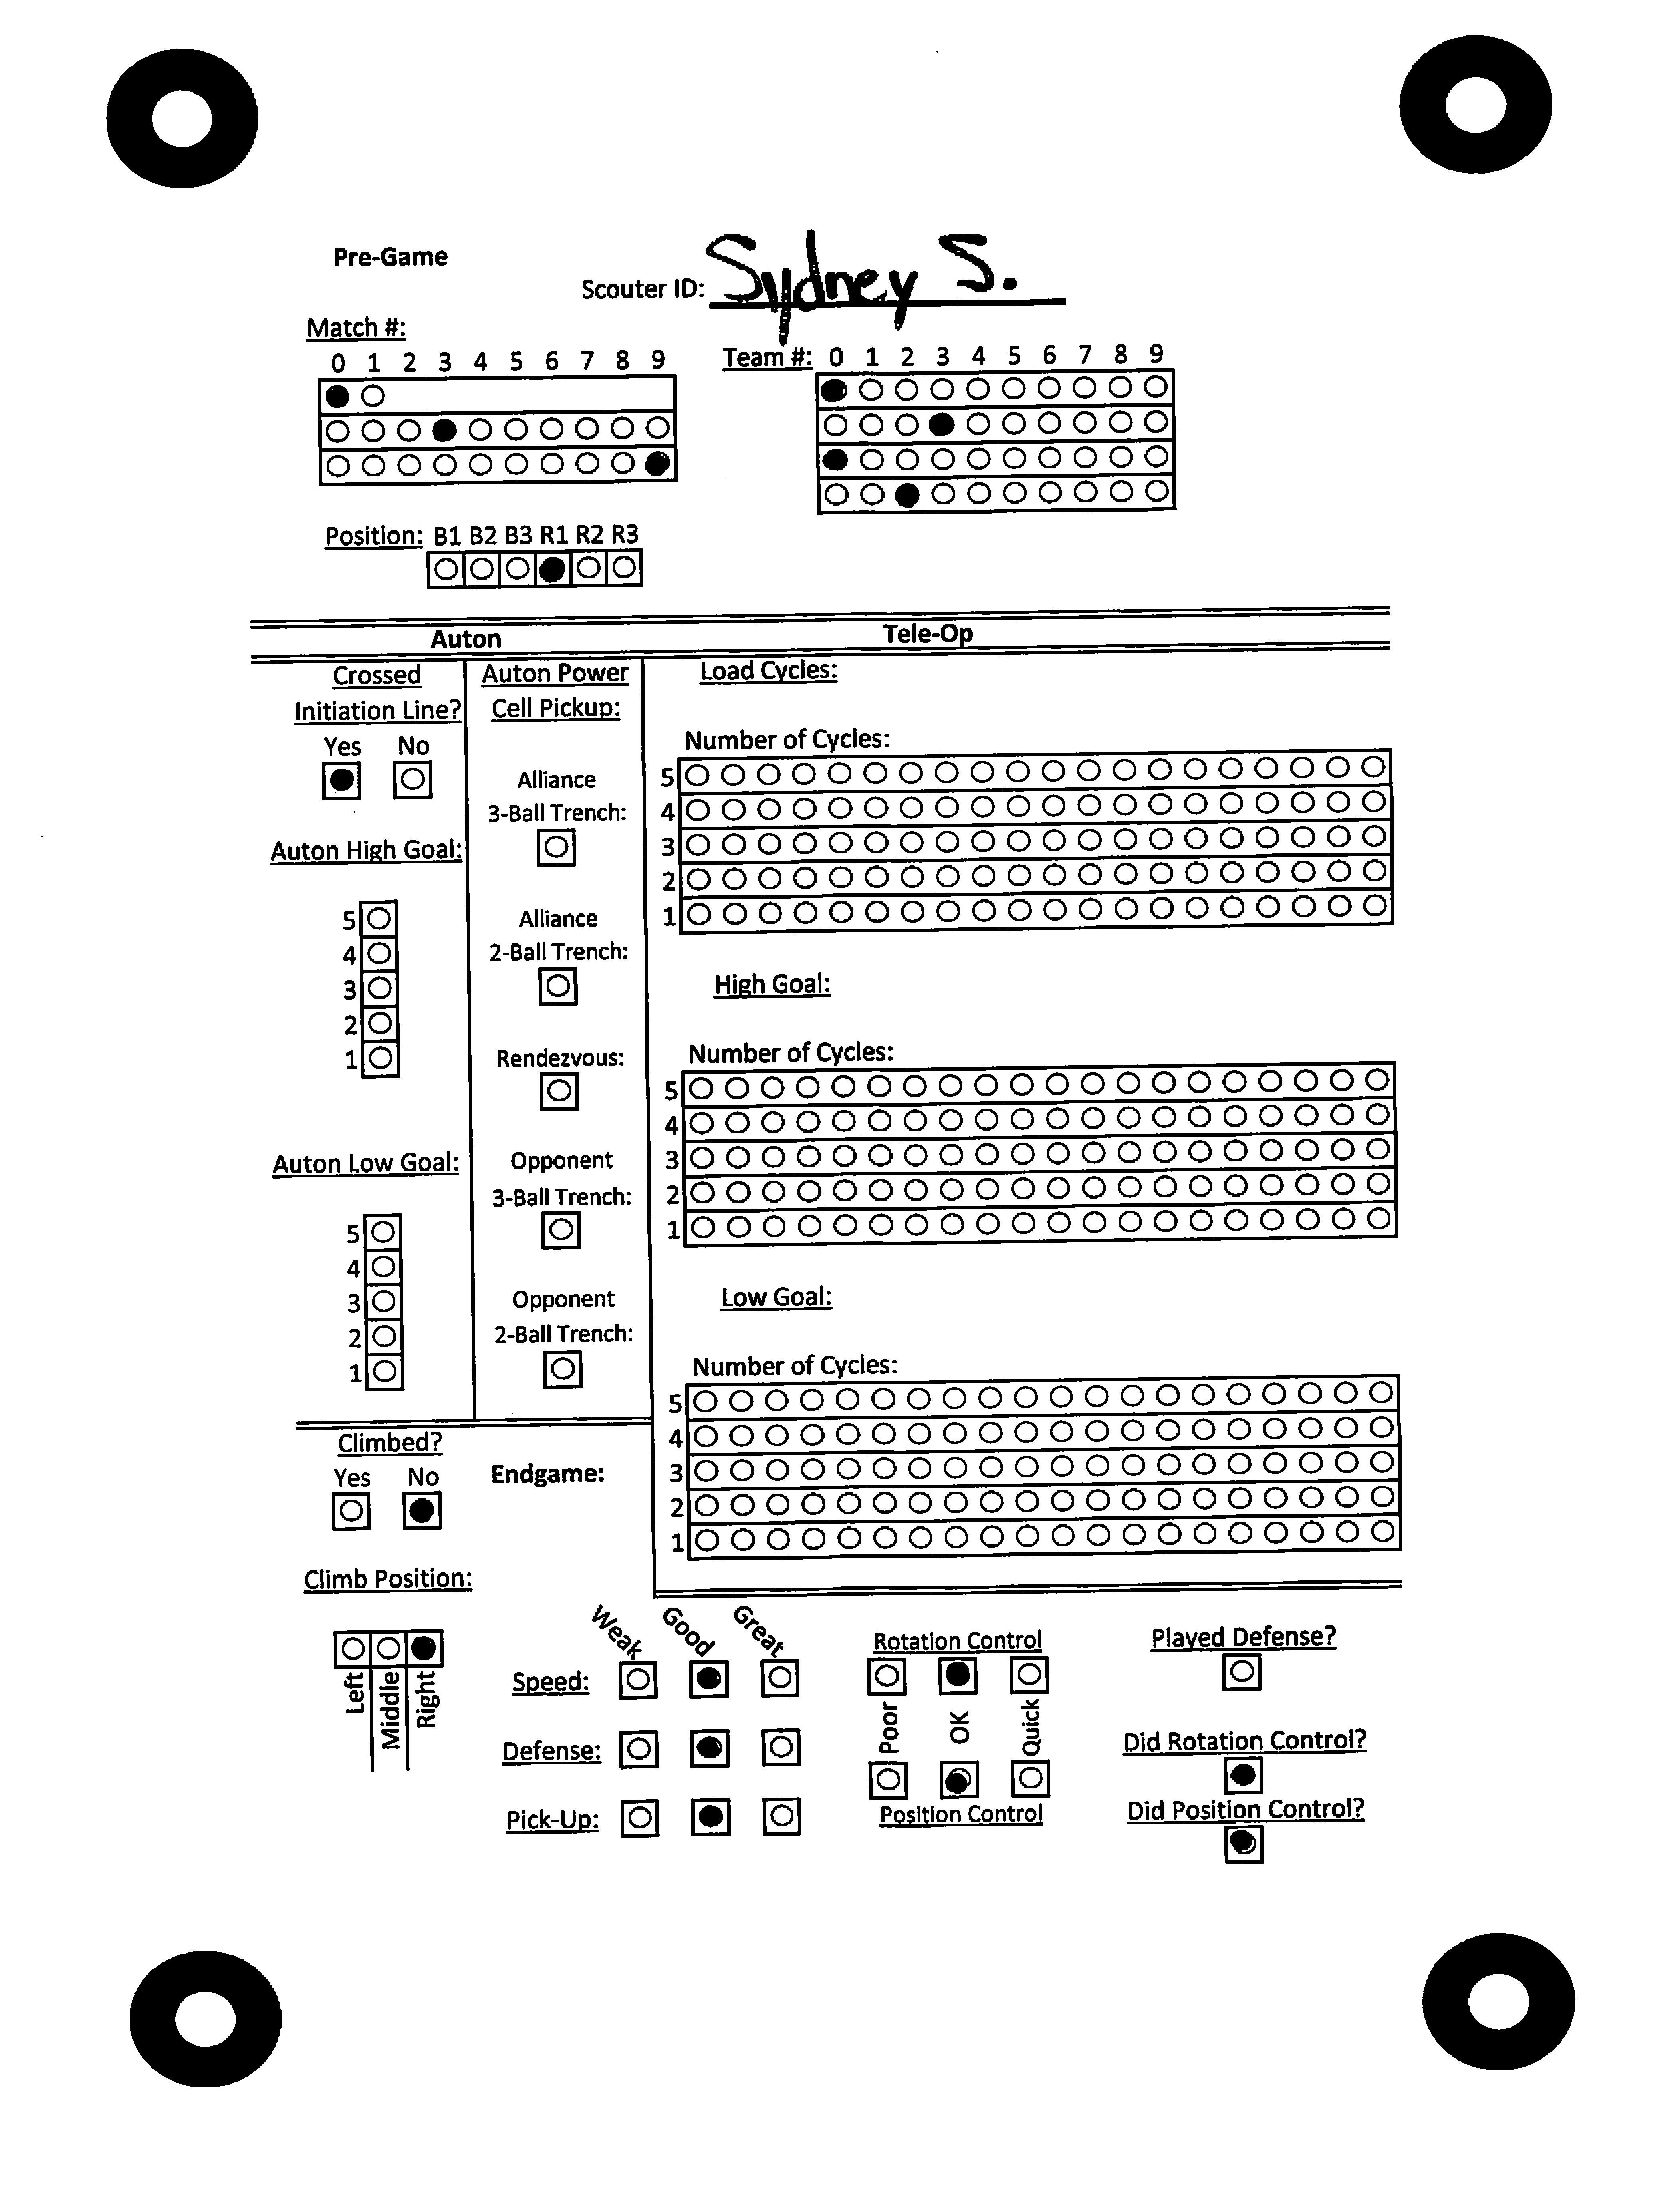 Pre-Game
Scouter ID: Sydney S.
Match #:
0 1 2 3 4 5 6 7 8 9
Team #: 0 1 2 3 4 5 6 7 8 9
Position: B1 B2 B3 R1 R2 R3
Auton
Tele-Op
Crossed
Initiation Line?
Yes No
Auton High Goal:
5
4
3
2
1
Auton Low Goal:
5
4
3
2
1
Auton Power
Cell Pickup:
Alliance
3-Ball Trench:
Alliance
2-Ball Trench:
Rendezvous:
Opponent
3-Ball Trench:
Opponent
2-Ball Trench:
Load Cycles:
Number of Cycles:
5
4
3
2
1
High Goal:
Number of Cycles:
5
4
3
2
1
Low Goal:
Number of Cycles:
5
4
3
2
1
Climbed?
Yes No
Endgame:
Climb Position:
Left
Middle
Right
Weak
Good
Great
Speed:
Defense:
Pick-Up:
Rotation Control
Poor
OK
Quick
Position Control
Played Defense?
Did Rotation Control?
Did Position Control?